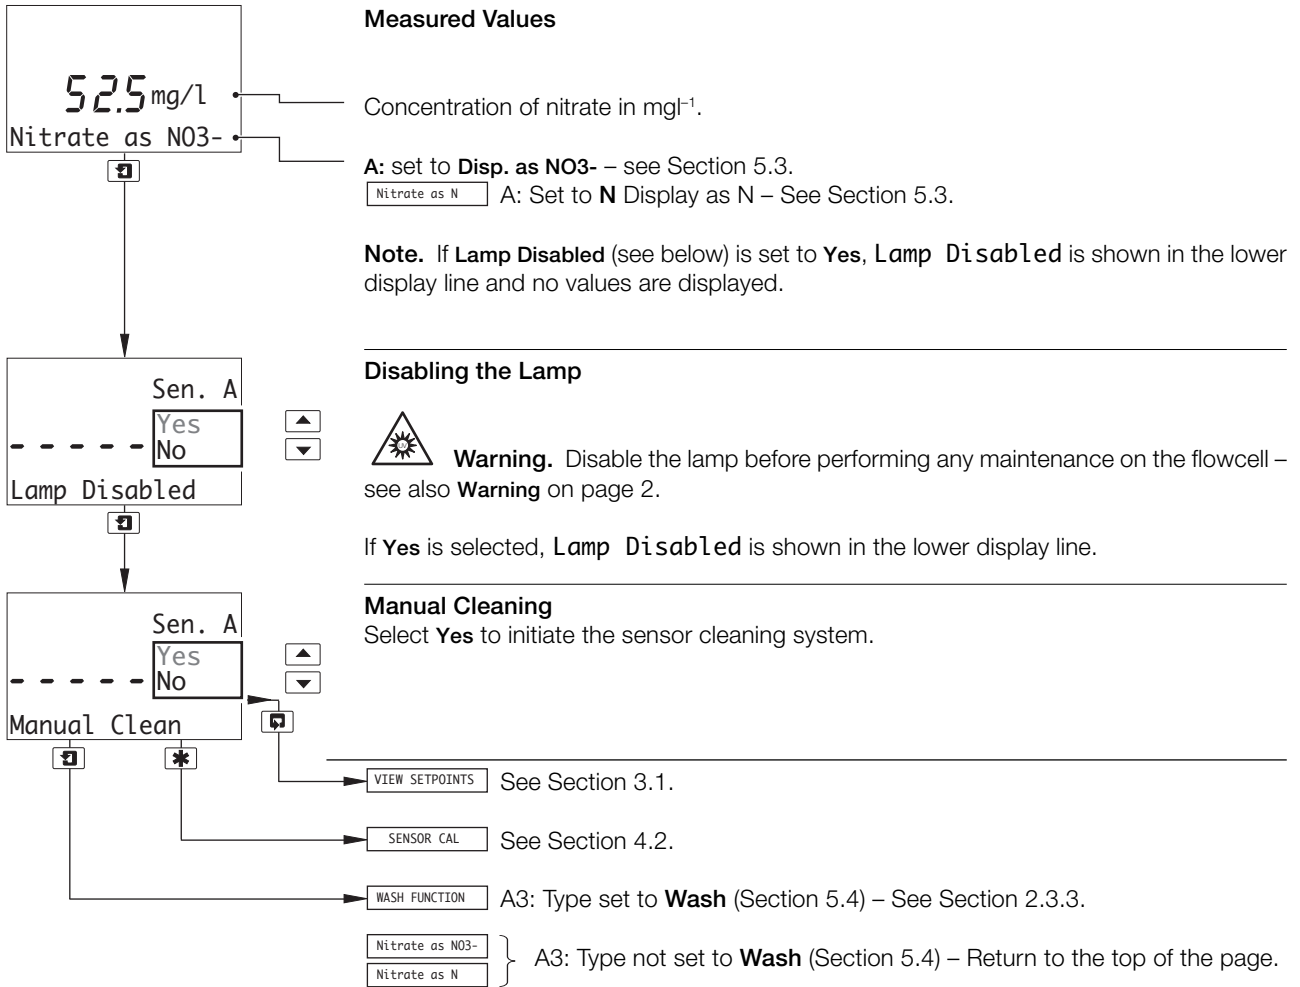 Measured Values
52.5 mg/l
Nitrate as NO3-
Concentration of nitrate in mgl–1.
A: set to Disp. as NO3- – see Section 5.3.
Nitrate as N A: Set to N Display as N – See Section 5.3.
Note. If Lamp Disabled (see below) is set to Yes, Lamp Disabled is shown in the lower
display line and no values are displayed.
Sen. A
Yes
- - - - - No
Lamp Disabled
Disabling the Lamp
UV
Warning. Disable the lamp before performing any maintenance on the flowcell –
see also Warning on page 2.
If Yes is selected, Lamp Disabled is shown in the lower display line.
Sen. A
Yes
- - - - - No
Manual Clean
Manual Cleaning
Select Yes to initiate the sensor cleaning system.
VIEW SETPOINTS See Section 3.1.
SENSOR CAL See Section 4.2.
WASH FUNCTION A3: Type set to Wash (Section 5.4) – See Section 2.3.3.
Nitrate as NO3-
Nitrate as N
A3: Type not set to Wash (Section 5.4) – Return to the top of the page.